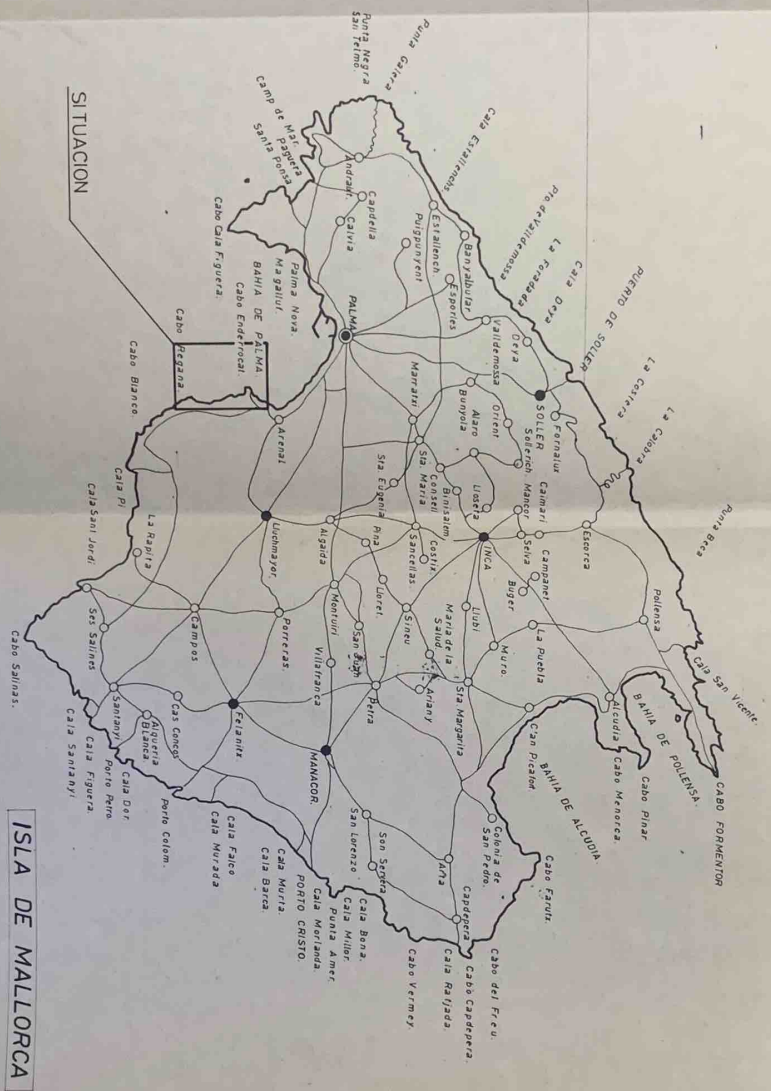 ISLA DE MALLORCA
SITUACION
CABO FORMENTOR
Cala San Vicente.
BAHIA DE POLLENSA
Pollensa
Cabo Pinar
Cabo Menorca
Alcudia
BAHIA DE ALCUDIA
Punta Beca
La Calobra
La Costera
PUERTO DE SOLLER
Cala Deya
La Foradada
Pto. de Valldemossa
Cala Estallenchs.
Punta Galera
Punta Negra
San Telmo.
Camp de Mar.
Paguera
Santa Ponsa
Andraitx.
Capdella
Calvia
Estallench
Puigpunyent
Banyalbufar
Esporles
Valldemossa
Deya
SOLLER
Fornalux
Sollerich.
Orient
Alaro
Bunyola
Marratxi
Sta. Maria
Consell
Binisalem,
Lloseta
Mancor
Caimari
Selva
Campanet
Buger
Escorca
INCA
La Puebla
Muro.
Llubi
Maria de la
Salud.
Sta Margarita
C'an Picafort
Ariany
Sineu
Costix.
Sancellas.
Sta. Eugenia
Pina
Lloret.
Algaida
Montuiri
San Juan
Villafranca
Petra
MANACOR.
San Lorenzo
Son Servera
Arta
Capdepera
Colonia de
San Pedro.
Cabo Farutx.
Cabo del Freu.
Cabo Capdepera.
Cala Ratjada.
Cabo Vermey.
Cala Bona.
Cala Millor.
Punta Amer
Cala Morlanda.
PORTO CRISTO.
Cala Murta.
Cala Barca.
Cala Falco
Cala Murada
Porto Colom.
Cala Dor.
Porto Petro.
Cala Figuera.
Cala Santanyi
Cabo Salinas.
PALMA
Palma Nova.
Magalluf.
BAHIA DE PALMA
Cabo Enderrocat.
Cabo Cala Figuera.
Cabo Regana
Cabo Blanco.
Arenal
Lluchmayor.
Porreras.
Felanitx
Campos
Cas Concos
Alqueria
Blanca.
Santanyi
Ses Salines
La Rapita
Cala Pi
Cala Sant Jordi